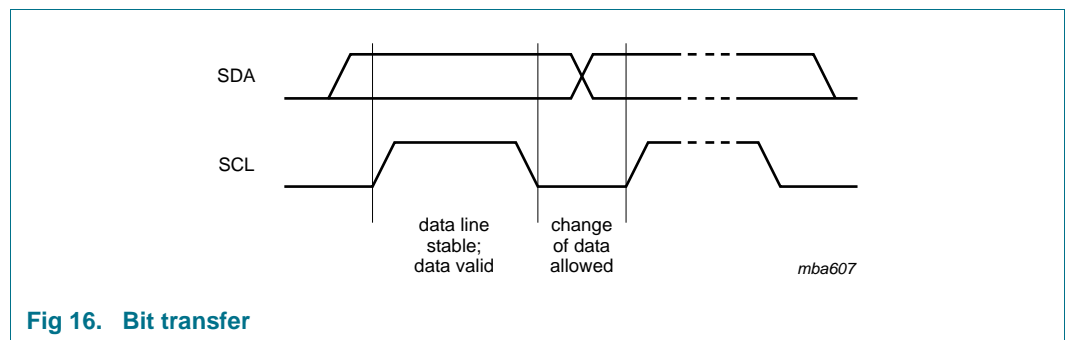 SDA
SCL
data line
stable;
data valid
change
of data
allowed
mba607
Fig 16. Bit transfer